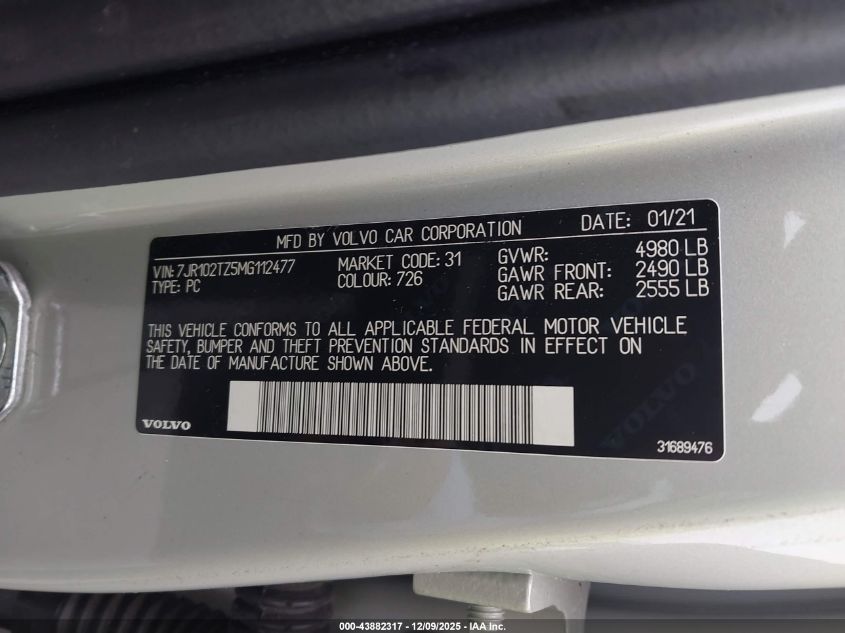 MFD BY VOLVO CAR CORPORATION DATE: 01/21
VIN: 7JR102TZ5MG112477 MARKET CODE: 31 GVWR: 4980 LB
TYPE: PC COLOUR: 726 GAWR FRONT: 2490 LB
GAWR REAR: 2555 LB
THIS VEHICLE CONFORMS TO ALL APPLICABLE FEDERAL MOTOR VEHICLE
SAFETY, BUMPER AND THEFT PREVENTION STANDARDS IN EFFECT ON
THE DATE OF MANUFACTURE SHOWN ABOVE.
VOLVO
VOLVO
31689476
000-43882317 - 12/09/2025 - IAA Inc.